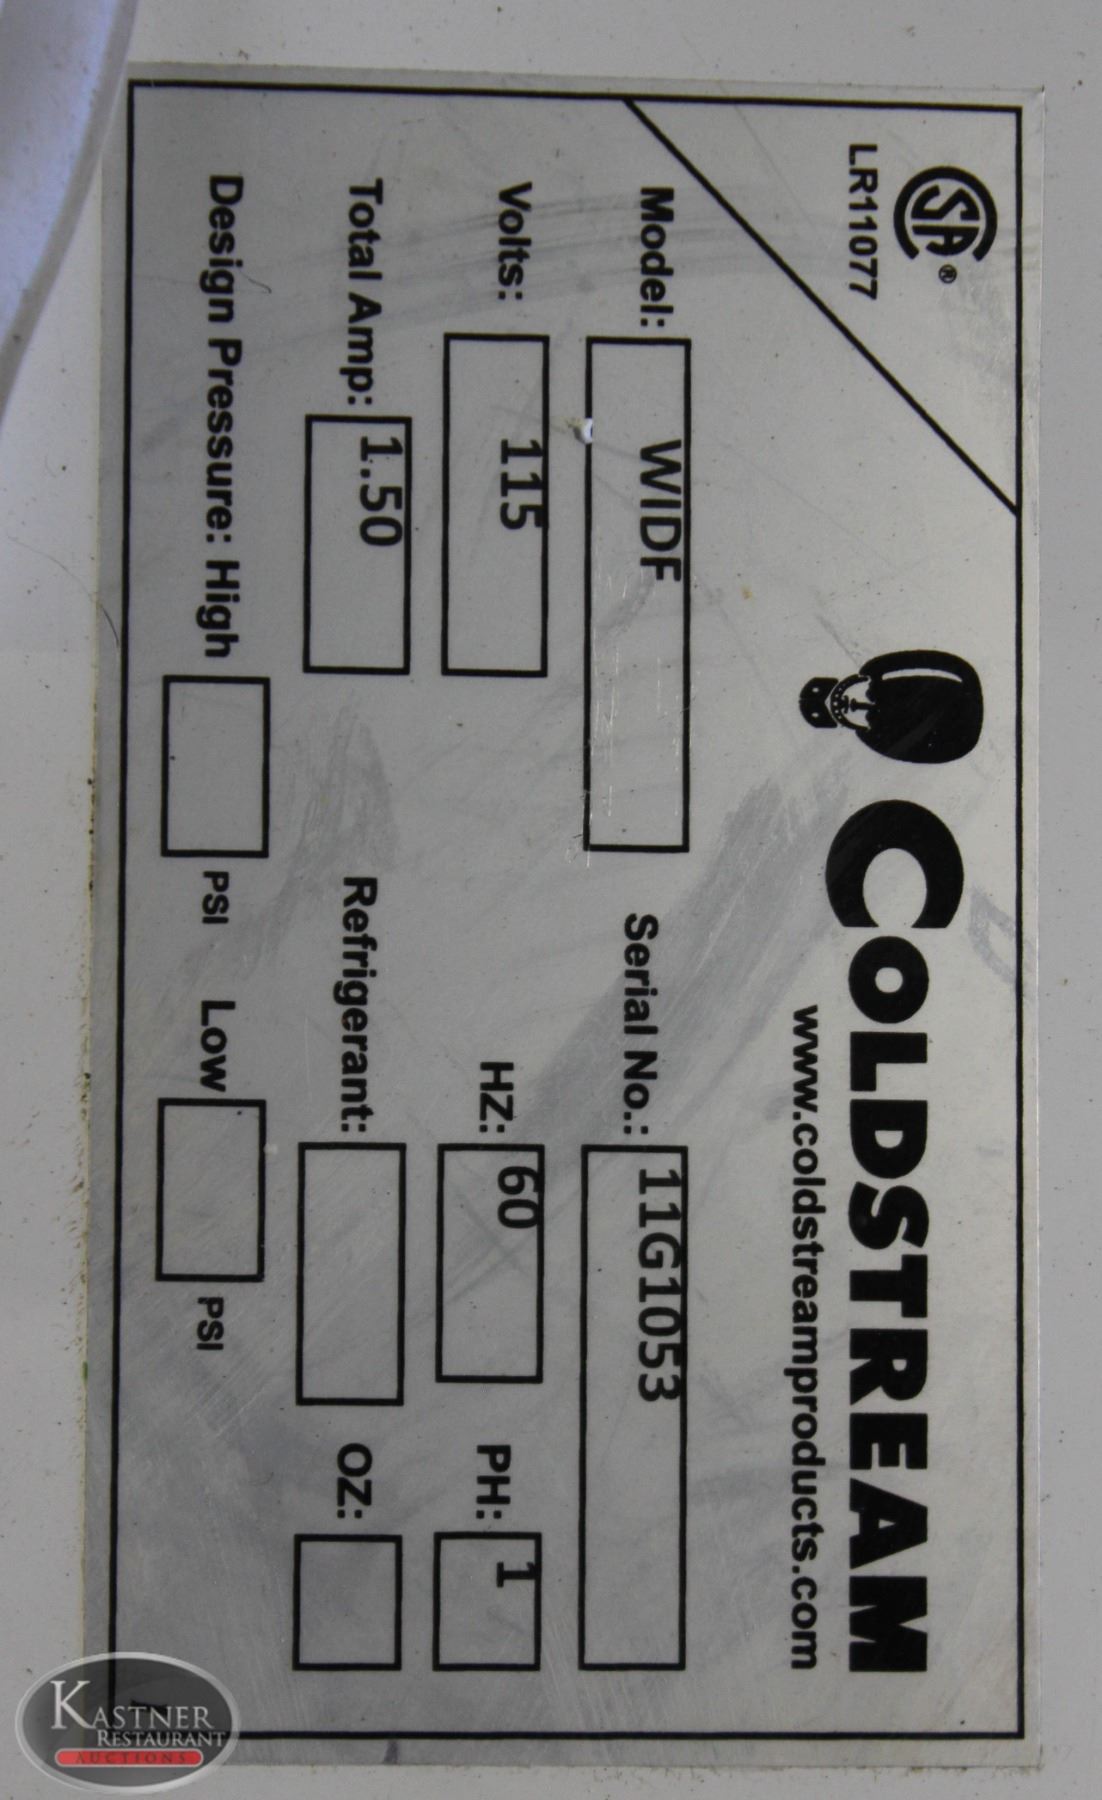 SA®
LR11077
COLDSTREAM
www.coldstreamproducts.com
Model: WIDF Serial No.: 11G1053
Volts: 115 HZ: 60 PH: 1
Total Amp: 1.50 Refrigerant: OZ:
Design Pressure: High PSI Low PSI
KASTNER
RESTAURANT
AUCTIONS